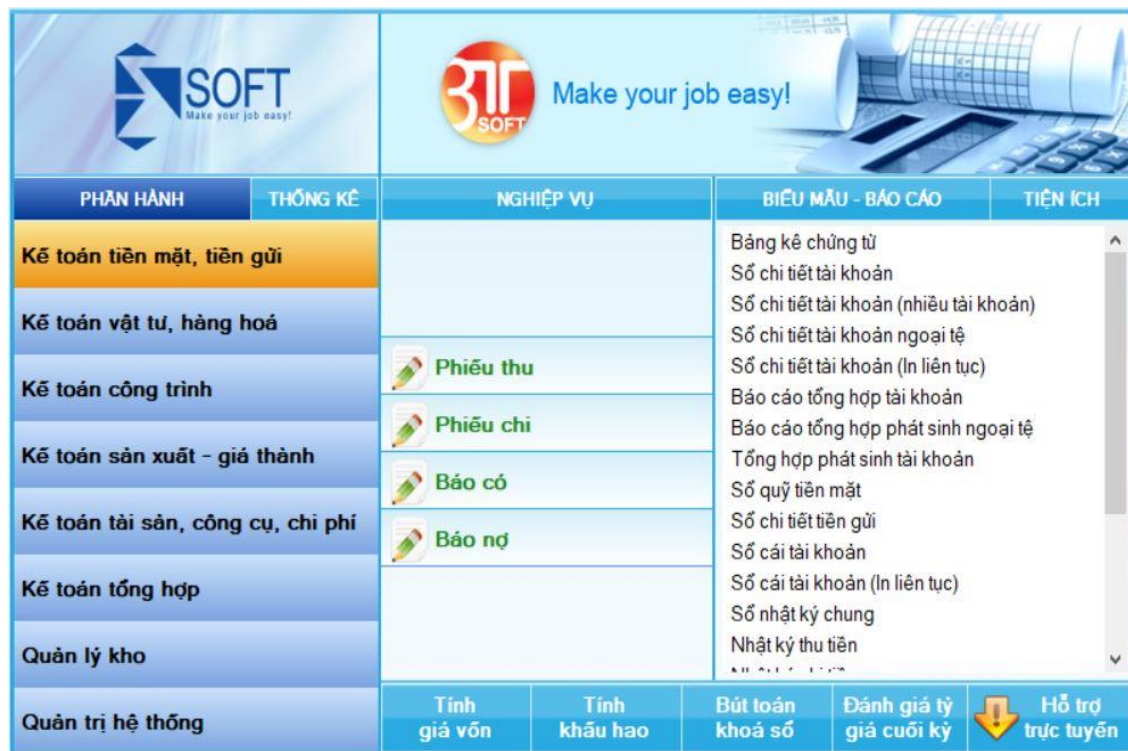 SOFT
Make your job easy!
3TSOFT
Make your job easy!
PHẦN HÀNH
THỐNG KÊ
NGHIỆP VỤ
BIỂU MẪU - BÁO CÁO
TIỆN ÍCH
Kế toán tiền mặt, tiền gửi
Kế toán vật tư, hàng hoá
Kế toán công trình
Kế toán sản xuất - giá thành
Kế toán tài sản, công cụ, chi phí
Kế toán tổng hợp
Quản lý kho
Quản trị hệ thống
Phiếu thu
Phiếu chi
Báo có
Báo nợ
Bảng kê chứng từ
Sổ chi tiết tài khoản
Sổ chi tiết tài khoản (nhiều tài khoản)
Sổ chi tiết tài khoản ngoại tệ
Sổ chi tiết tài khoản (In liên tục)
Báo cáo tổng hợp tài khoản
Báo cáo tổng hợp phát sinh ngoại tệ
Tổng hợp phát sinh tài khoản
Sổ quỹ tiền mặt
Sổ chi tiết tiền gửi
Sổ cái tài khoản
Sổ cái tài khoản (In liên tục)
Sổ nhật ký chung
Nhật ký thu tiền
Tính
giá vốn
Tính
khấu hao
Bút toán
khoá sổ
Đánh giá tỷ
giá cuối kỳ
Hỗ trợ
trực tuyến